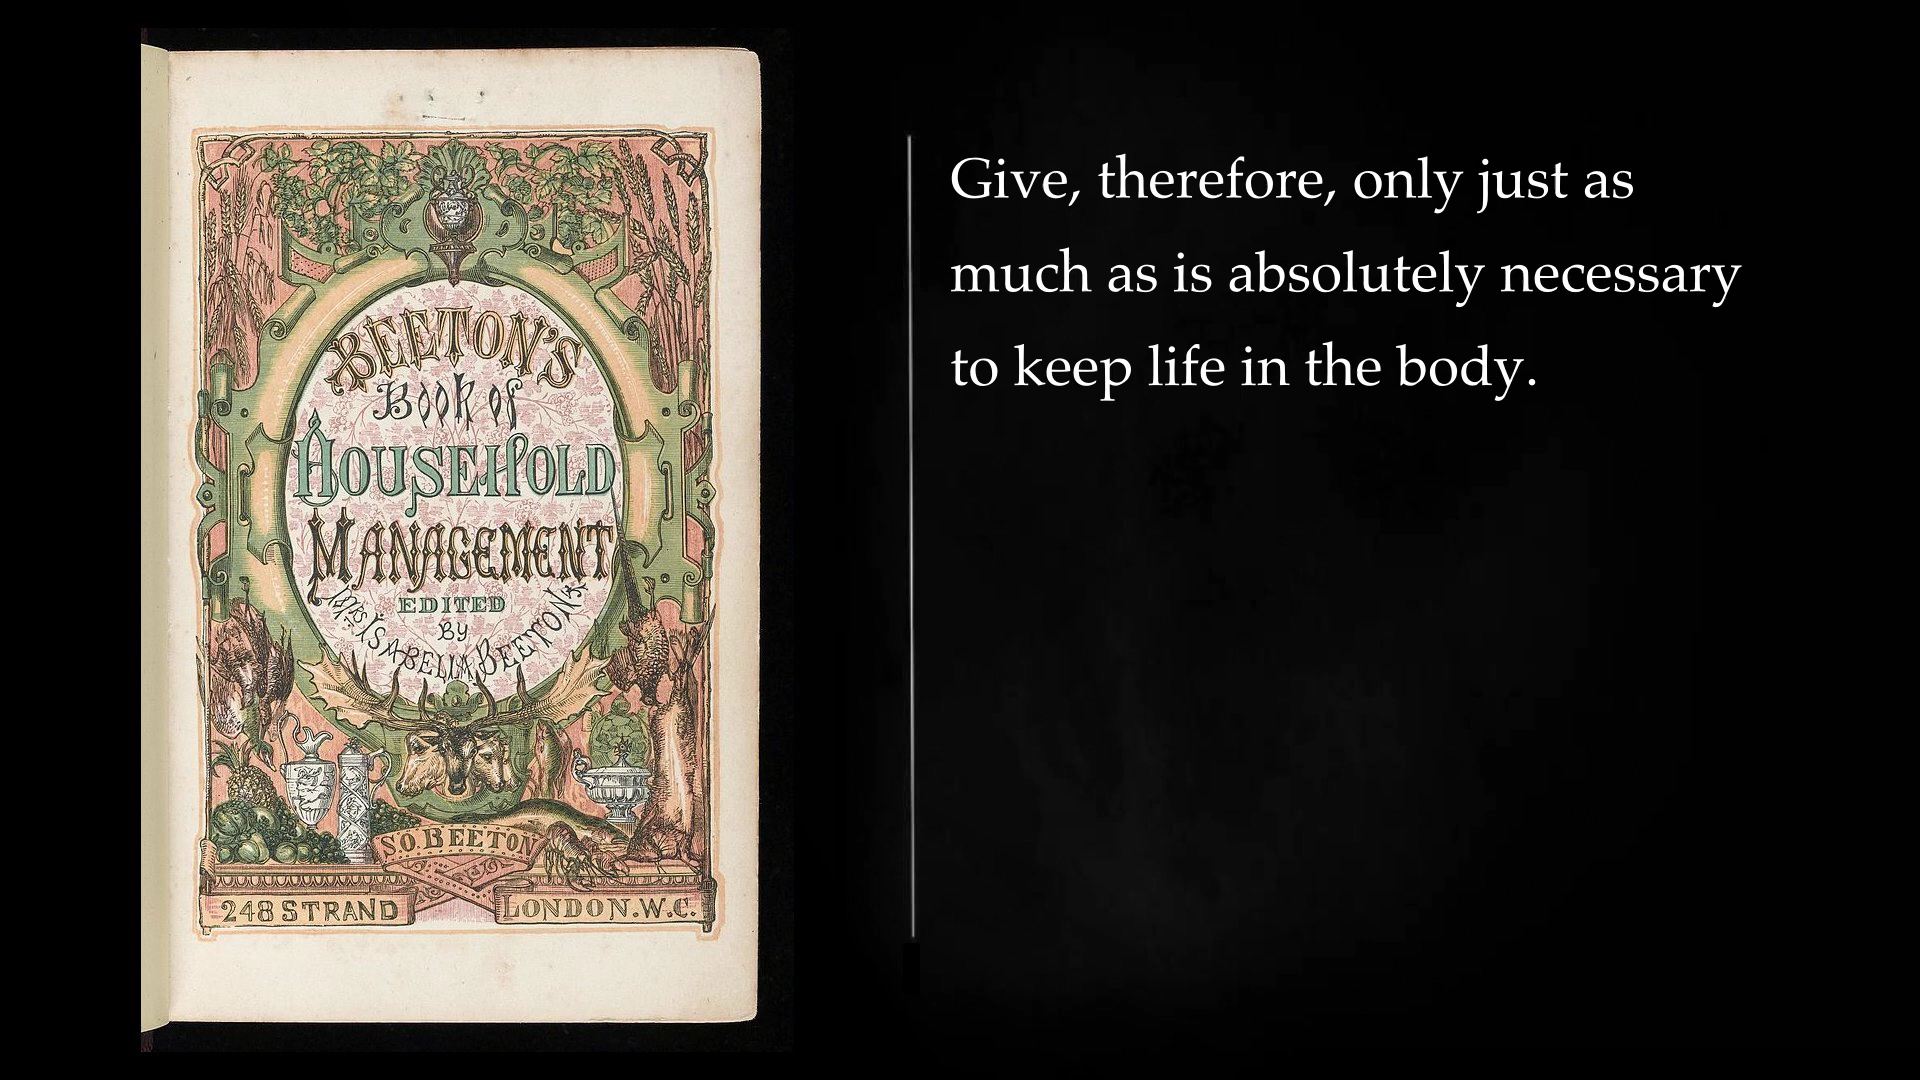 BEETON'S
Book of
HOUSEHOLD
MANAGEMENT
EDITED
By
MRS ISABELLA BEETON
S.O. BEETON
248 STRAND
LONDON. W.C.
Give, therefore, only just as
much as is absolutely necessary
to keep life in the body.